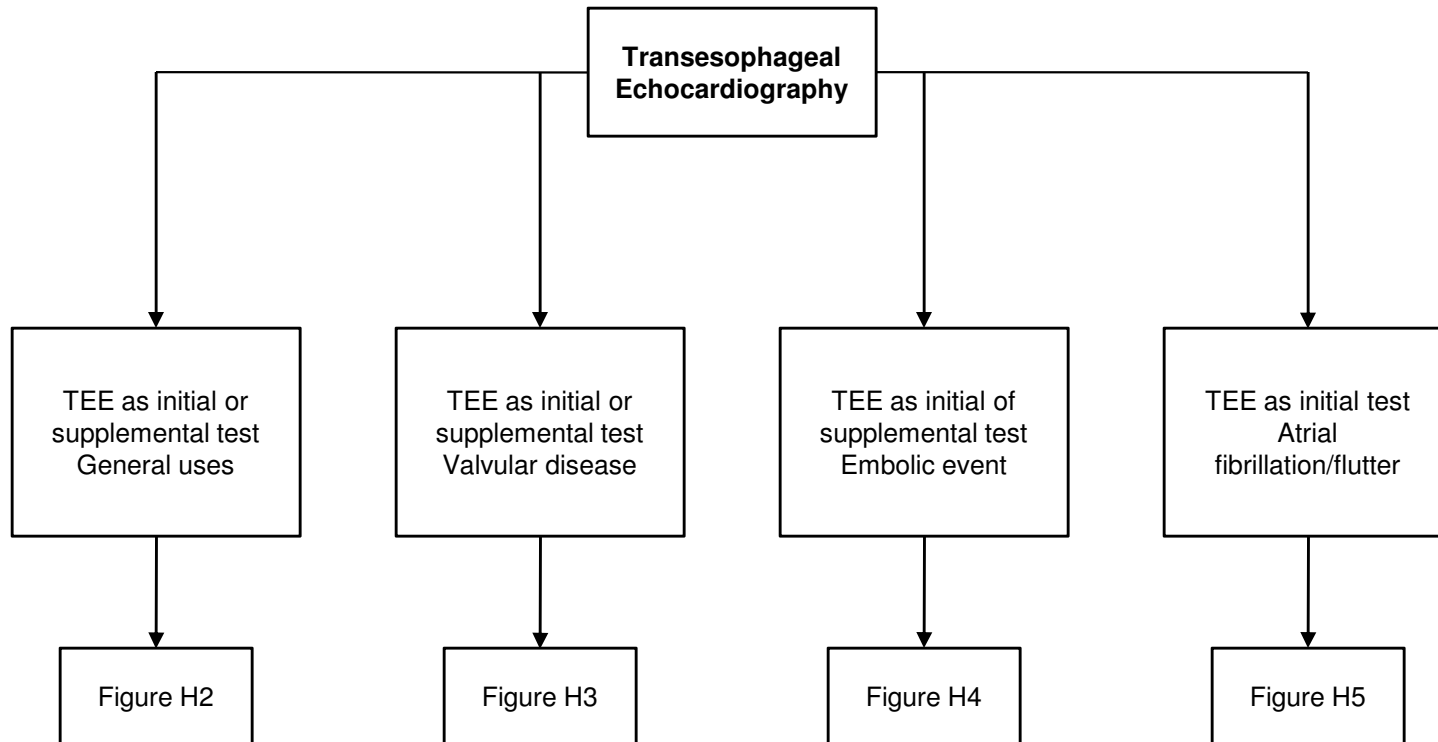 Transesophageal
Echocardiography
TEE as initial or
supplemental test
General uses
TEE as initial or
supplemental test
Valvular disease
TEE as initial of
supplemental test
Embolic event
TEE as initial test
Atrial
fibrillation/flutter
Figure H2
Figure H3
Figure H4
Figure H5